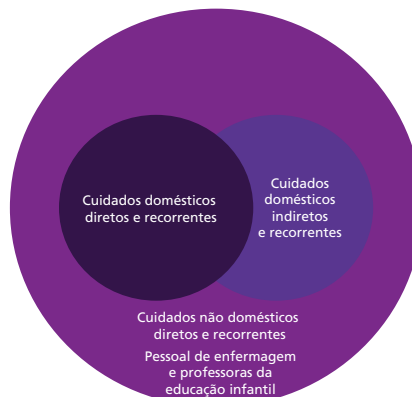 Cuidados domésticos
diretos e recorrentes
Cuidados
domésticos
indiretos
e recorrentes
Cuidados não domésticos
diretos e recorrentes
Pessoal de enfermagem
e professoras da
educação infantil